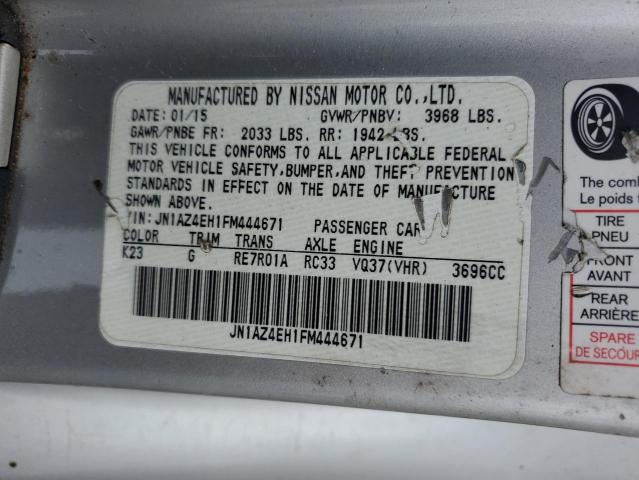 MANUFACTURED BY NISSAN MOTOR CO.,LTD.
DATE: 01/15 GVWR/PNBV: 3968 LBS.
GAWR/PNBE FR: 2033 LBS. RR: 1942 LBS.
THIS VEHICLE CONFORMS TO ALL APPLICABLE FEDERAL
MOTOR VEHICLE SAFETY,BUMPER,AND THEFT PREVENTION
STANDARDS IN EFFECT ON THE DATE OF MANUFACTURE
SHOWN ABOVE.
IN: JN1AZ4EH1FM444671 PASSENGER CAR
COLOR TRIM TRANS AXLE ENGINE
K23 G RE7R01A RC33 VQ37(VHR) 3696CC
JN1AZ4EH1FM444671
The com
Le poids
TIRE
PNEU
FRONT
AVANT
REAR
ARRIÈRE
SPARE
DE SECOUR